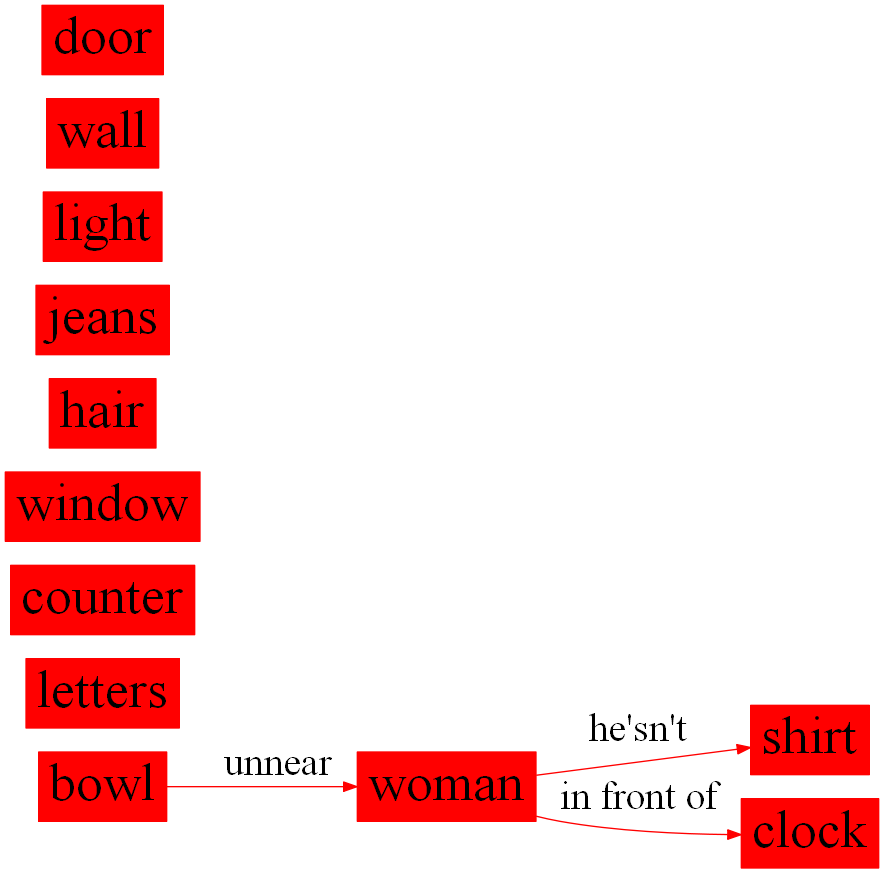 door
wall
light
jeans
hair
window
counter
letters
bowl
unnear
woman
he'sn't
in front of
shirt
clock